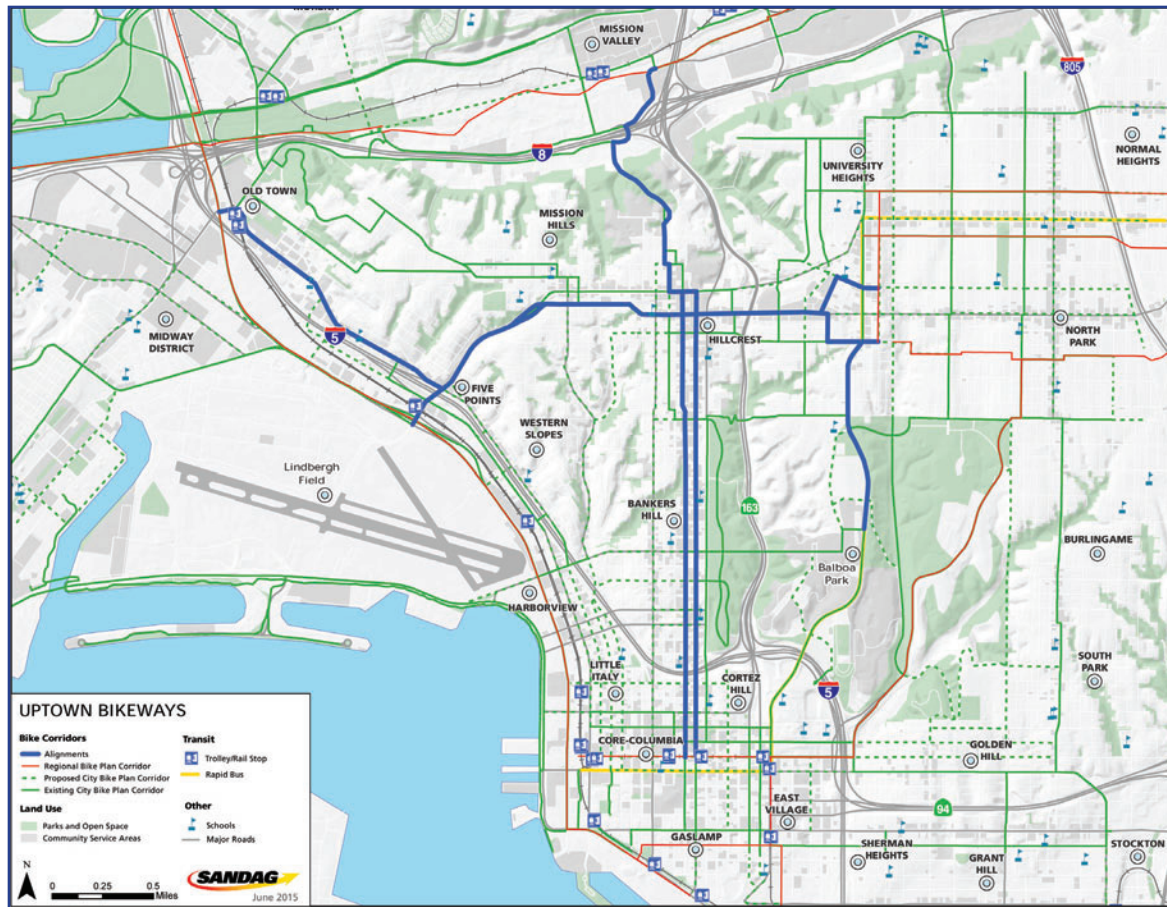 MISSION
VALLEY
805
NORMAL
HEIGHTS
8
UNIVERSITY
HEIGHTS
OLD TOWN
MISSION
HILLS
MIDWAY
DISTRICT
5
HILLCREST
NORTH
PARK
FIVE
POINTS
WESTERN
SLOPES
Lindbergh
Field
BANKERS
HILL
163
BURLINGAME
Balboa
Park
HARBORVIEW
LITTLE
ITALY
CORTEZ
HILL
5
SOUTH
PARK
CORE-COLUMBIA
GOLDEN
HILL
EAST
VILLAGE
94
GASLAMP
SHERMAN
HEIGHTS
GRANT
HILL
STOCKTON
UPTOWN BIKEWAYS
Bike Corridors
Alignments
Regional Bike Plan Corridor
Proposed City Bike Plan Corridor
Existing City Bike Plan Corridor
Land Use
Parks and Open Space
Community Service Areas
Transit
Trolley/Rail Stop
Rapid Bus
Other
Schools
Major Roads
N
0 0.25 0.5
Miles
SANDAG
June 2015